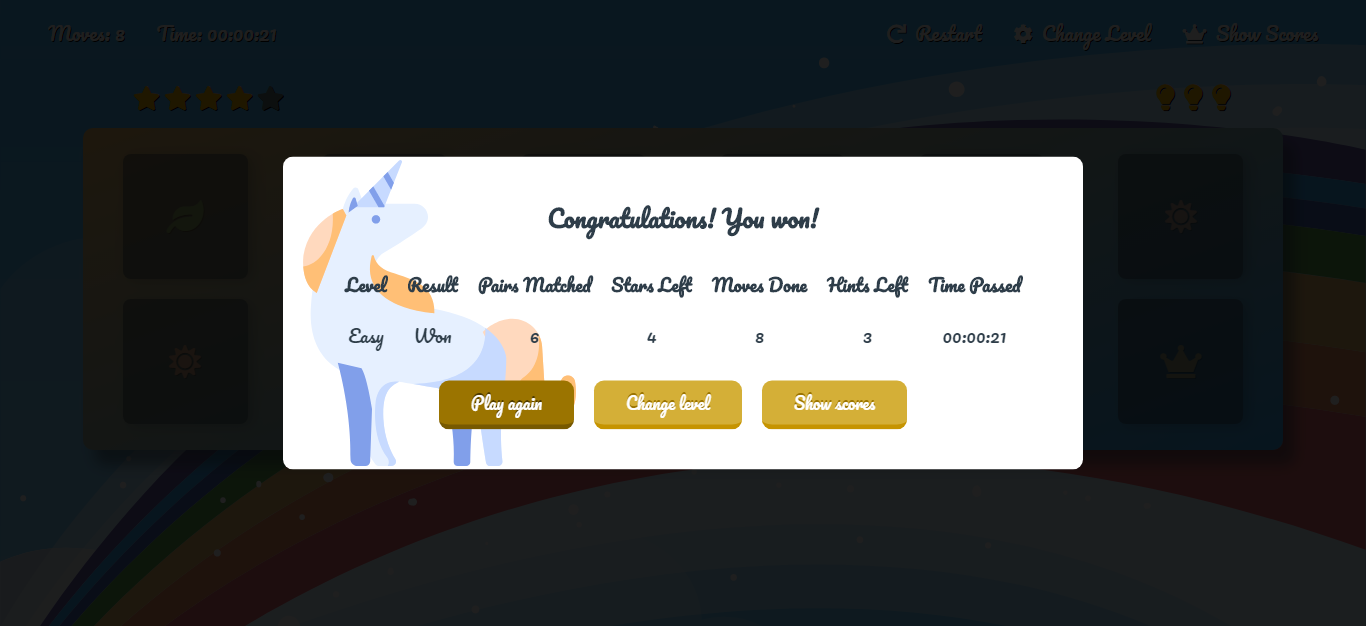 Moves: 8 Time: 00:00:21 Restart Change Level Show Scores
Congratulations! You won!
Level Result Pairs Matched Stars Left Moves Done Hints Left Time Passed
Easy Won 6 4 8 3 00:00:21
Play again Change level Show scores